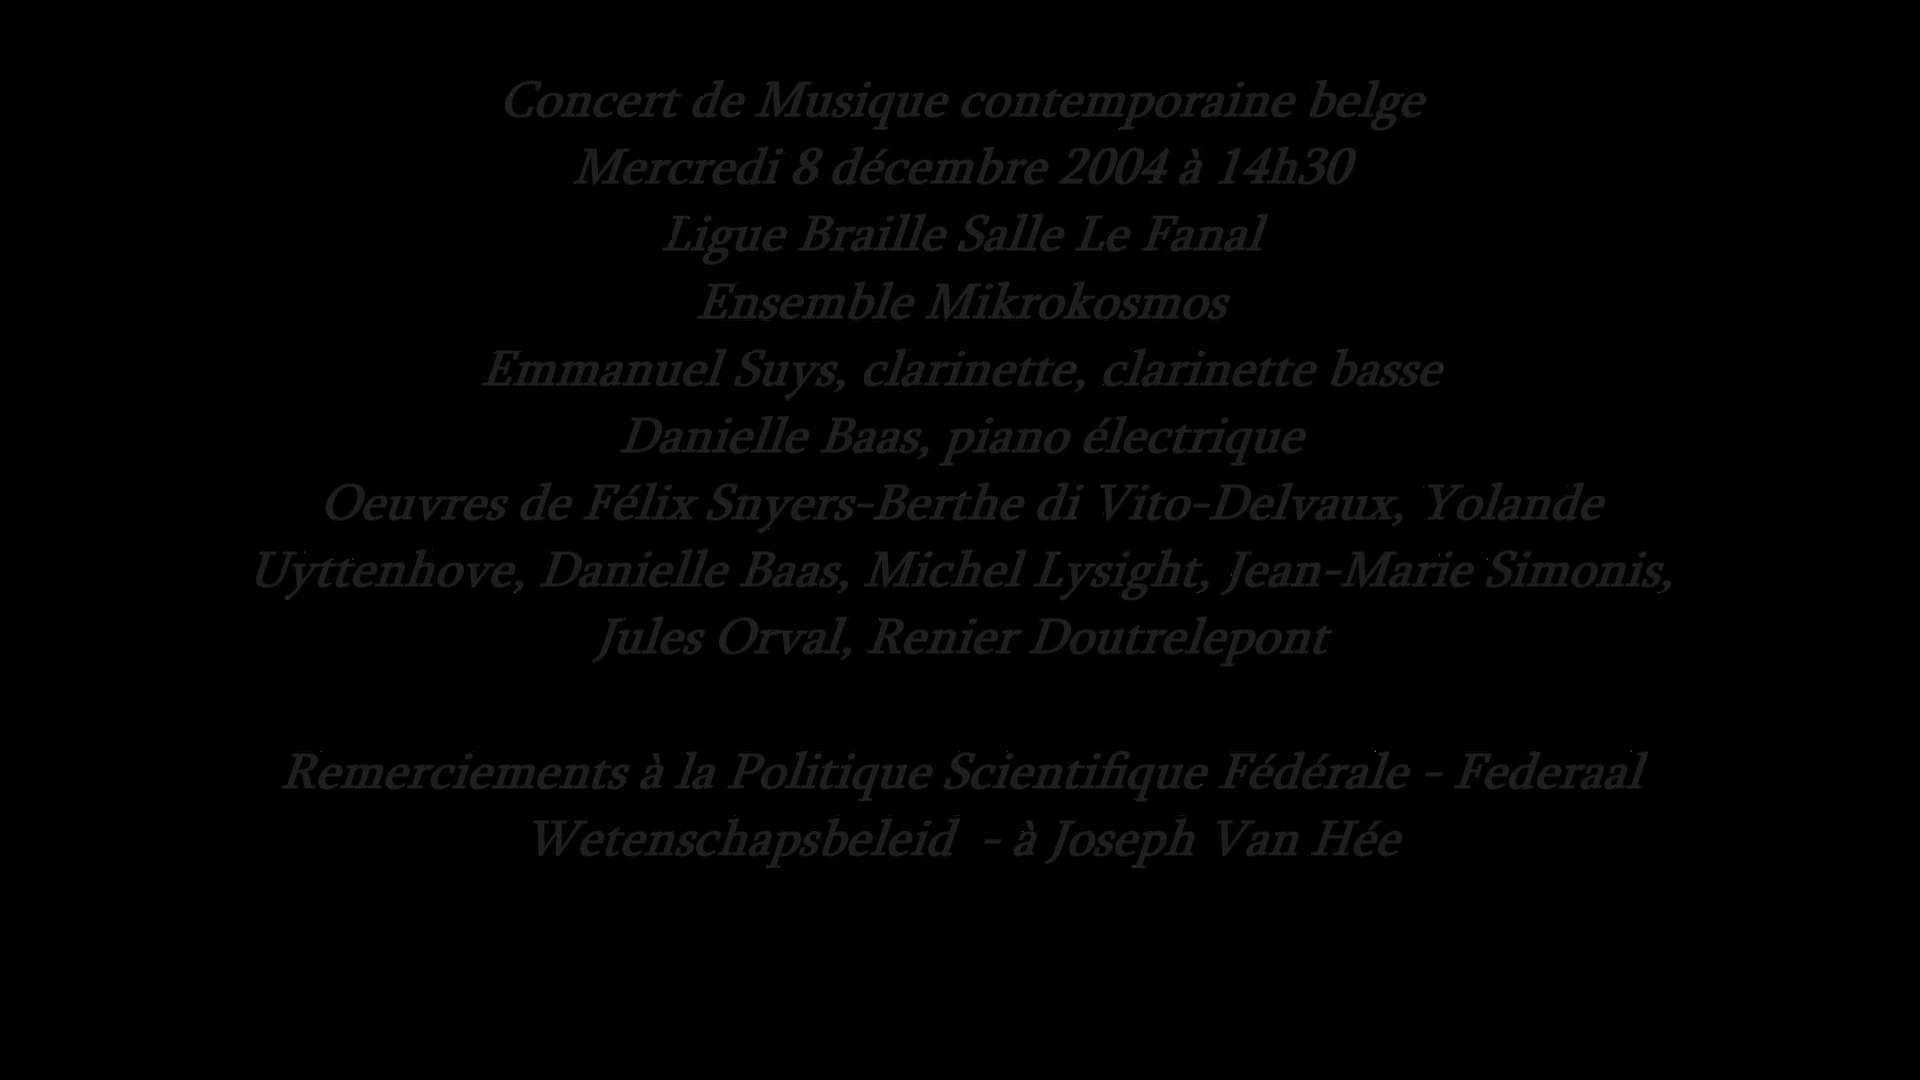 Concert de Musique contemporaine belge
Mercredi 8 décembre 2004 à 14h30
Ligue Braille Salle Le Fanal
Ensemble Mikrokosmos
Emmanuel Suys, clarinette, clarinette basse
Danielle Baas, piano électrique
Oeuvres de Félix Snyers-Berthe di Vito-Delvaux, Yolande
Uyttenhove, Danielle Baas, Michel Lysight, Jean-Marie Simonis,
Jules Orval, Renier Doutrelepont
Remerciements à la Politique Scientifique Fédérale - Federaal
Wetenschapsbeleid  - à Joseph Van Hée